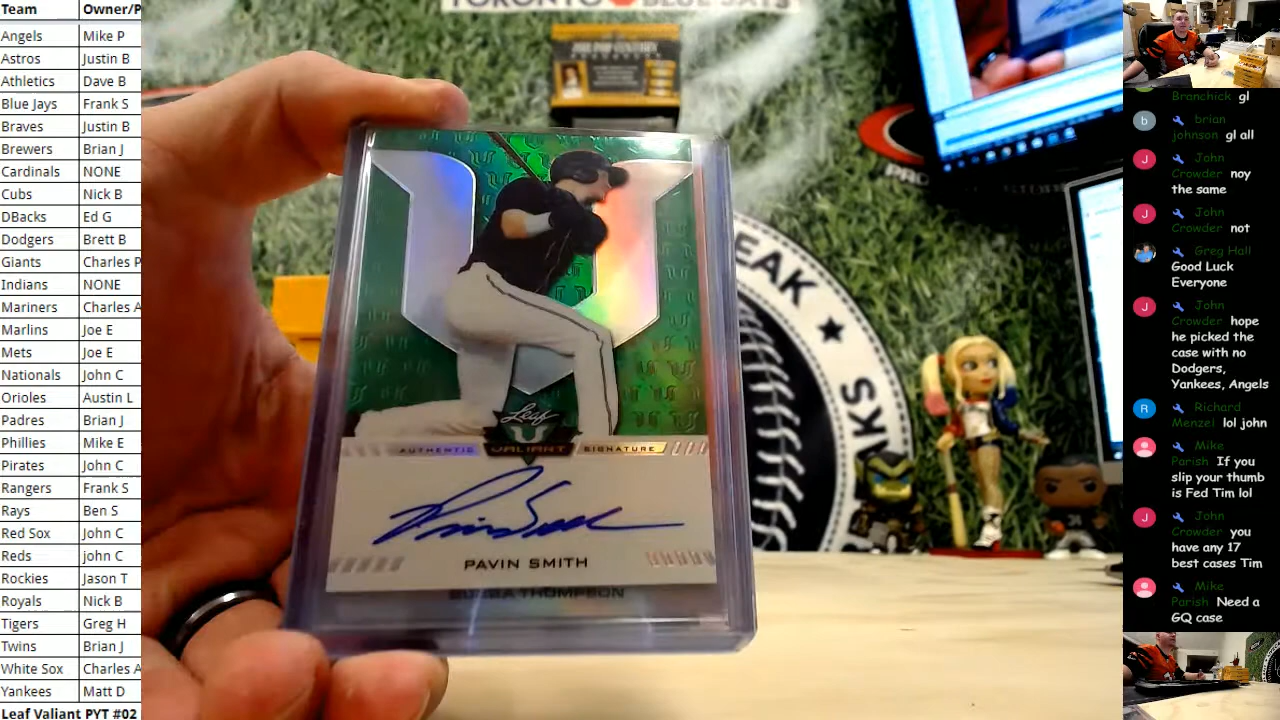 Team Owner/P
Angels Mike P
Astros Justin B
Athletics Dave B
Blue Jays Frank S
Braves Justin B
Brewers Brian J
Cardinals NONE
Cubs Nick B
DBacks Ed G
Dodgers Brett B
Giants Charles P
Indians NONE
Mariners Charles A
Marlins Joe E
Mets Joe E
Nationals John C
Orioles Austin L
Padres Brian J
Phillies Mike E
Pirates John C
Rangers Frank S
Rays Ben S
Red Sox John C
Reds john C
Rockies Jason T
Royals Nick B
Tigers Greg H
Twins Brian J
White Sox Charles A
Yankees Matt D
Leaf Valiant PYT #02
TORONTO BLUE JAYS
EAK
KS
Leaf
VALIANT
AUTHENTIC SIGNATURE
PAVIN SMITH
BUBBA THOMPSON
Branchick gl
b
brian
johnson gl all
J
John
Crowder noy
the same
J
John
Crowder not
Greg Hall
Good Luck
Everyone
J
John
Crowder hope
he picked the
case with no
Dodgers,
Yankees, Angels
R
Richard
Menzel lol john
Mike
Parish If you
slip your thumb
is Fed Tim lol
J
John
Crowder you
have any 17
best cases Tim
Mike
Parish Need a
GQ case